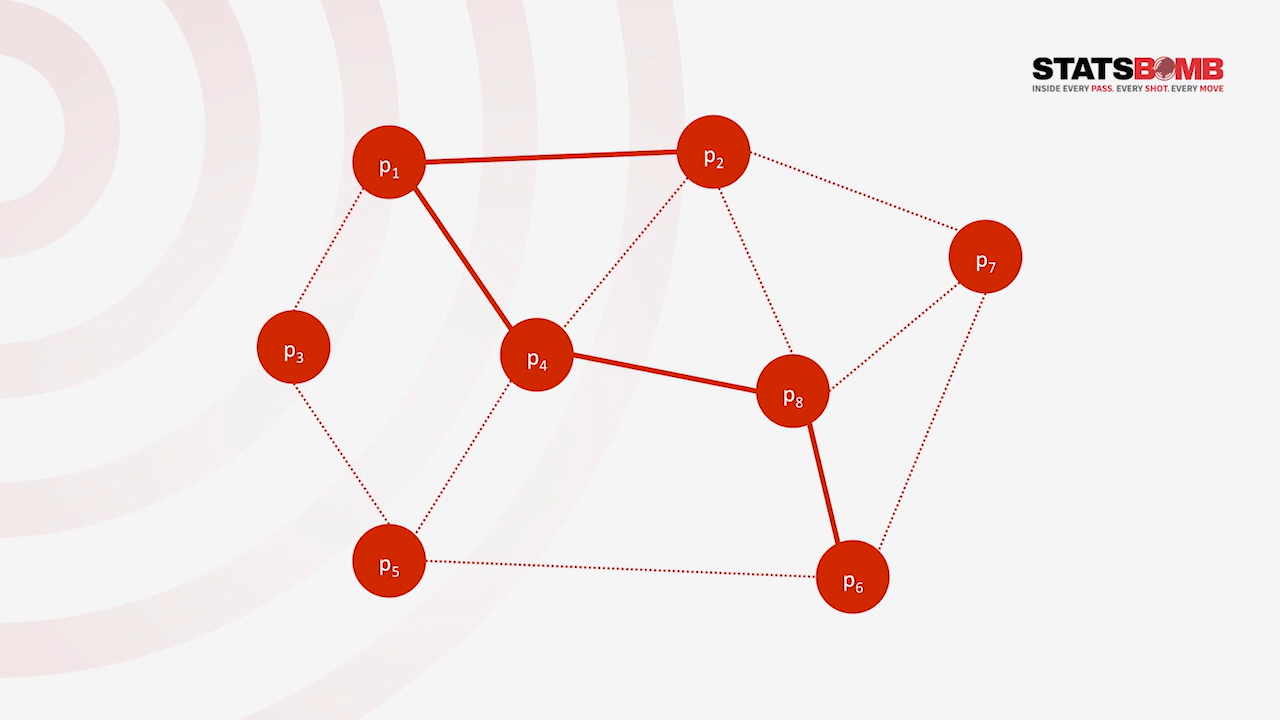 STATSBOMB
INSIDE EVERY PASS. EVERY SHOT. EVERY MOVE
p1
p2
p7
p3
p4
p8
p5
p6